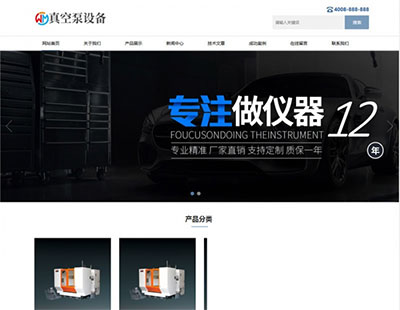 真空泵设备
4008-888-888
请输入关键词
网站首页 关于我们 产品展示 新闻中心 技术文章 成功案例 在线留言 联系我们
专注做仪器12年
FOUCUSONDOING THEINSTRUMENT
专业精准 厂家直销 支持定制 质保一年
产品分类